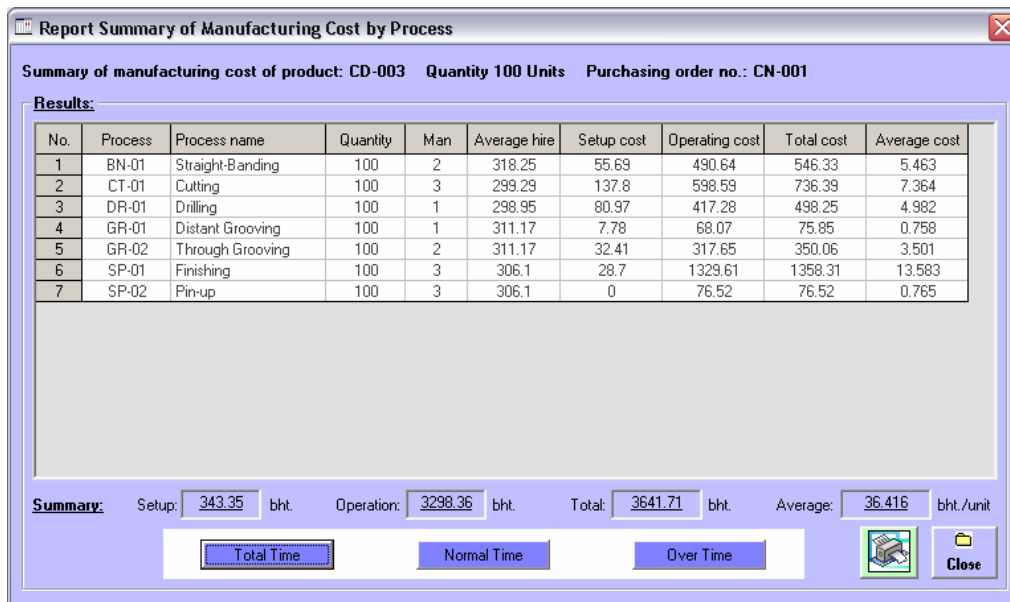 Report Summary of Manufacturing Cost by Process
Summary of manufacturing cost of product: CD-003 Quantity 100 Units Purchasing order no.: CN-001
Results:
No. Process Process name Quantity Man Average hire Setup cost Operating cost Total cost Average cost
1 BN-01 Straight-Banding 100 2 318.25 55.69 490.64 546.33 5.463
2 CT-01 Cutting 100 3 299.29 137.8 598.59 736.39 7.364
3 DR-01 Drilling 100 1 298.95 80.97 417.28 498.25 4.982
4 GR-01 Distant Grooving 100 1 311.17 7.78 68.07 75.85 0.758
5 GR-02 Through Grooving 100 2 311.17 32.41 317.65 350.06 3.501
6 SP-01 Finishing 100 3 306.1 28.7 1329.61 1358.31 13.583
7 SP-02 Pin-up 100 3 306.1 0 76.52 76.52 0.765
Summary: Setup: 343.35 bht. Operation: 3298.36 bht. Total: 3641.71 bht. Average: 36.416 bht./unit
Total Time Normal Time Over Time Close